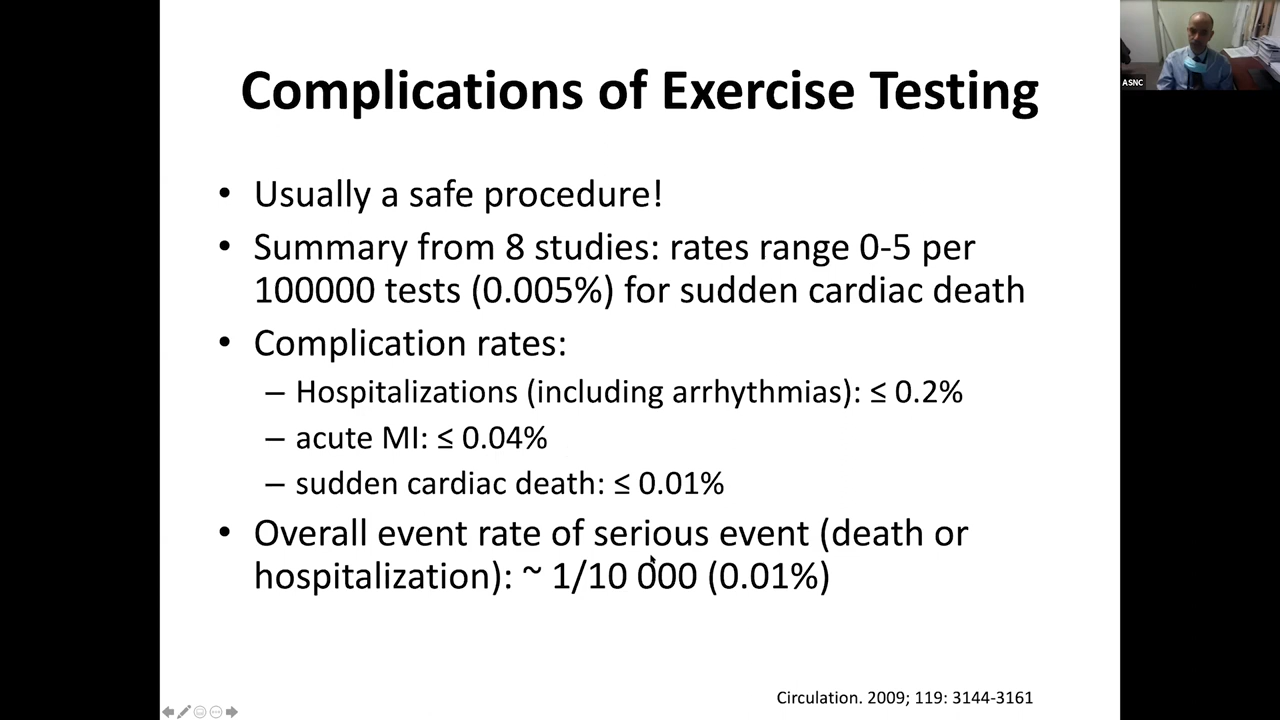 Complications of Exercise Testing
• Usually a safe procedure!
• Summary from 8 studies: rates range 0-5 per
100000 tests (0.005%) for sudden cardiac death
• Complication rates:
– Hospitalizations (including arrhythmias): ≤ 0.2%
– acute MI: ≤ 0.04%
– sudden cardiac death: ≤ 0.01%
• Overall event rate of serious event (death or
hospitalization): ~ 1/10 000 (0.01%)
Circulation. 2009; 119: 3144-3161
ASNC